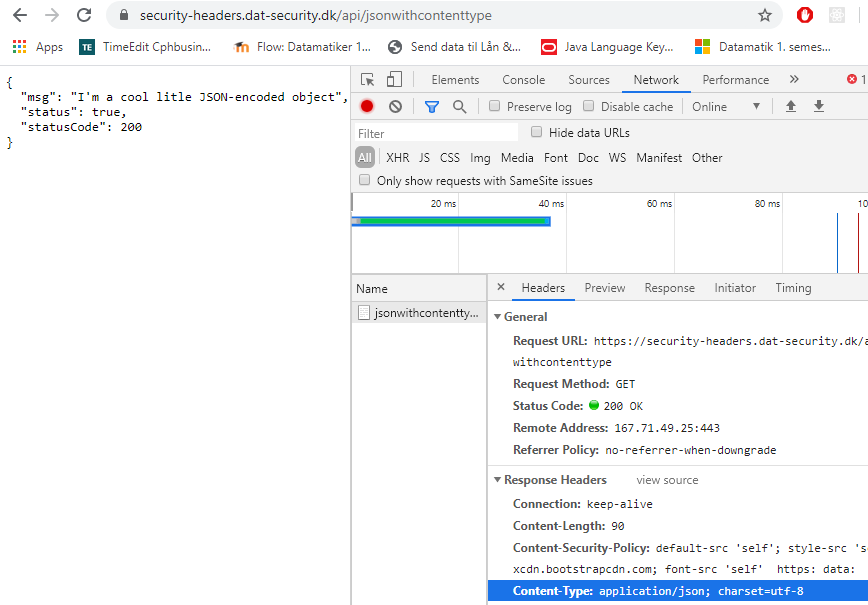 security-headers.dat-security.dk/api/jsonwithcontenttype
Apps TE TimeEdit Cphbusin... Flow: Datamatiker 1... Send data til Lån &... Java Language Key... Datamatik 1. semes...
{
"msg": "I'm a cool litle JSON-encoded object",
"status": true,
"statusCode": 200
}
Elements Console Sources Network Performance » 1
Preserve log Disable cache Online
Filter Hide data URLs
All XHR JS CSS Img Media Font Doc WS Manifest Other
Only show requests with SameSite issues
20 ms 40 ms 60 ms 80 ms 10
Name
jsonwithcontentty...
× Headers Preview Response Initiator Timing
General
Request URL: https://security-headers.dat-security.dk/a
withcontenttype
Request Method: GET
Status Code: 200 OK
Remote Address: 167.71.49.25:443
Referrer Policy: no-referrer-when-downgrade
Response Headers view source
Connection: keep-alive
Content-Length: 90
Content-Security-Policy: default-src 'self'; style-src 's
xcdn.bootstrapcdn.com; font-src 'self' https: data:
Content-Type: application/json; charset=utf-8